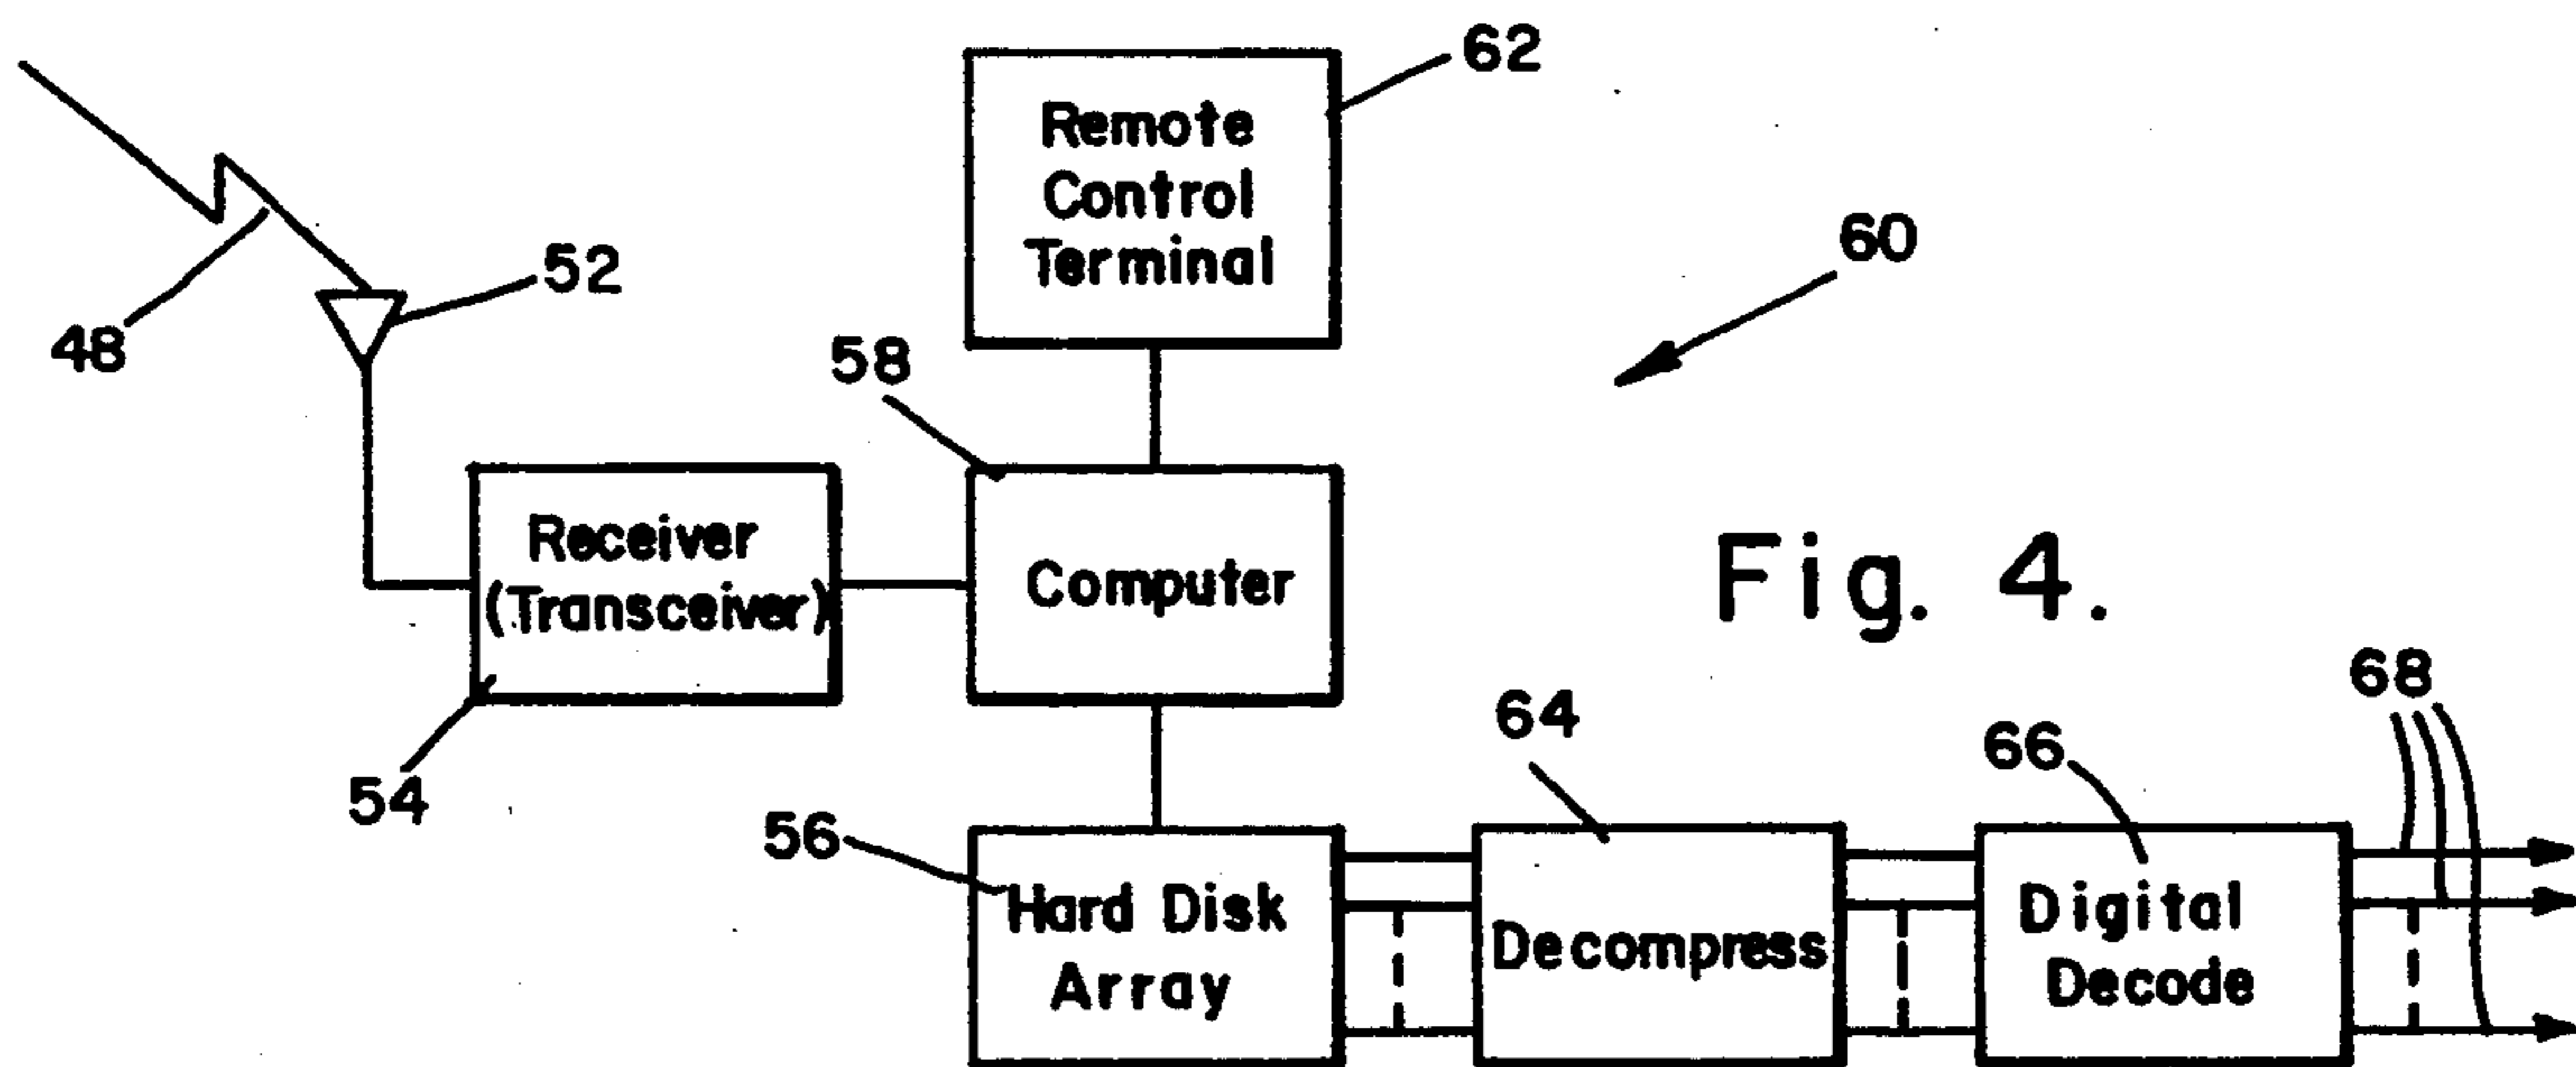 62
Remote
Control
Terminal
60
52
48
58
Receiver
(Transceiver)
Computer
Fig. 4.
54
68
64
66
56
Hard Disk
Array
Decompress
Digital
Decode